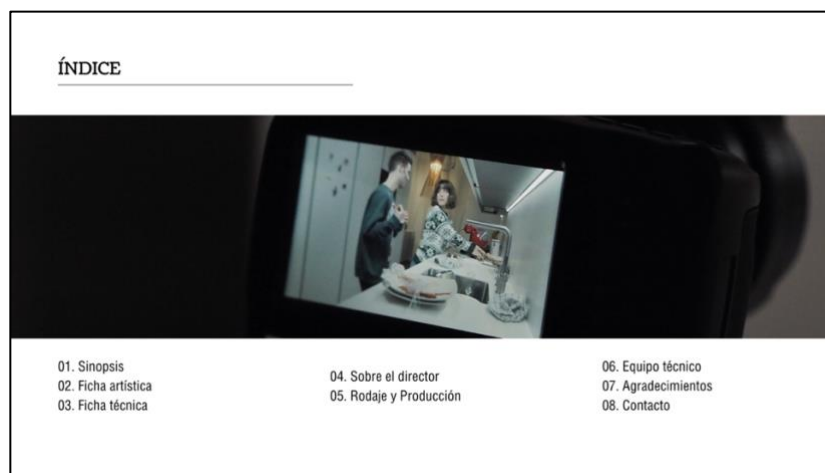 ÍNDICE
01. Sinopsis
02. Ficha artística
03. Ficha técnica
04. Sobre el director
05. Rodaje y Producción
06. Equipo técnico
07. Agradecimientos
08. Contacto